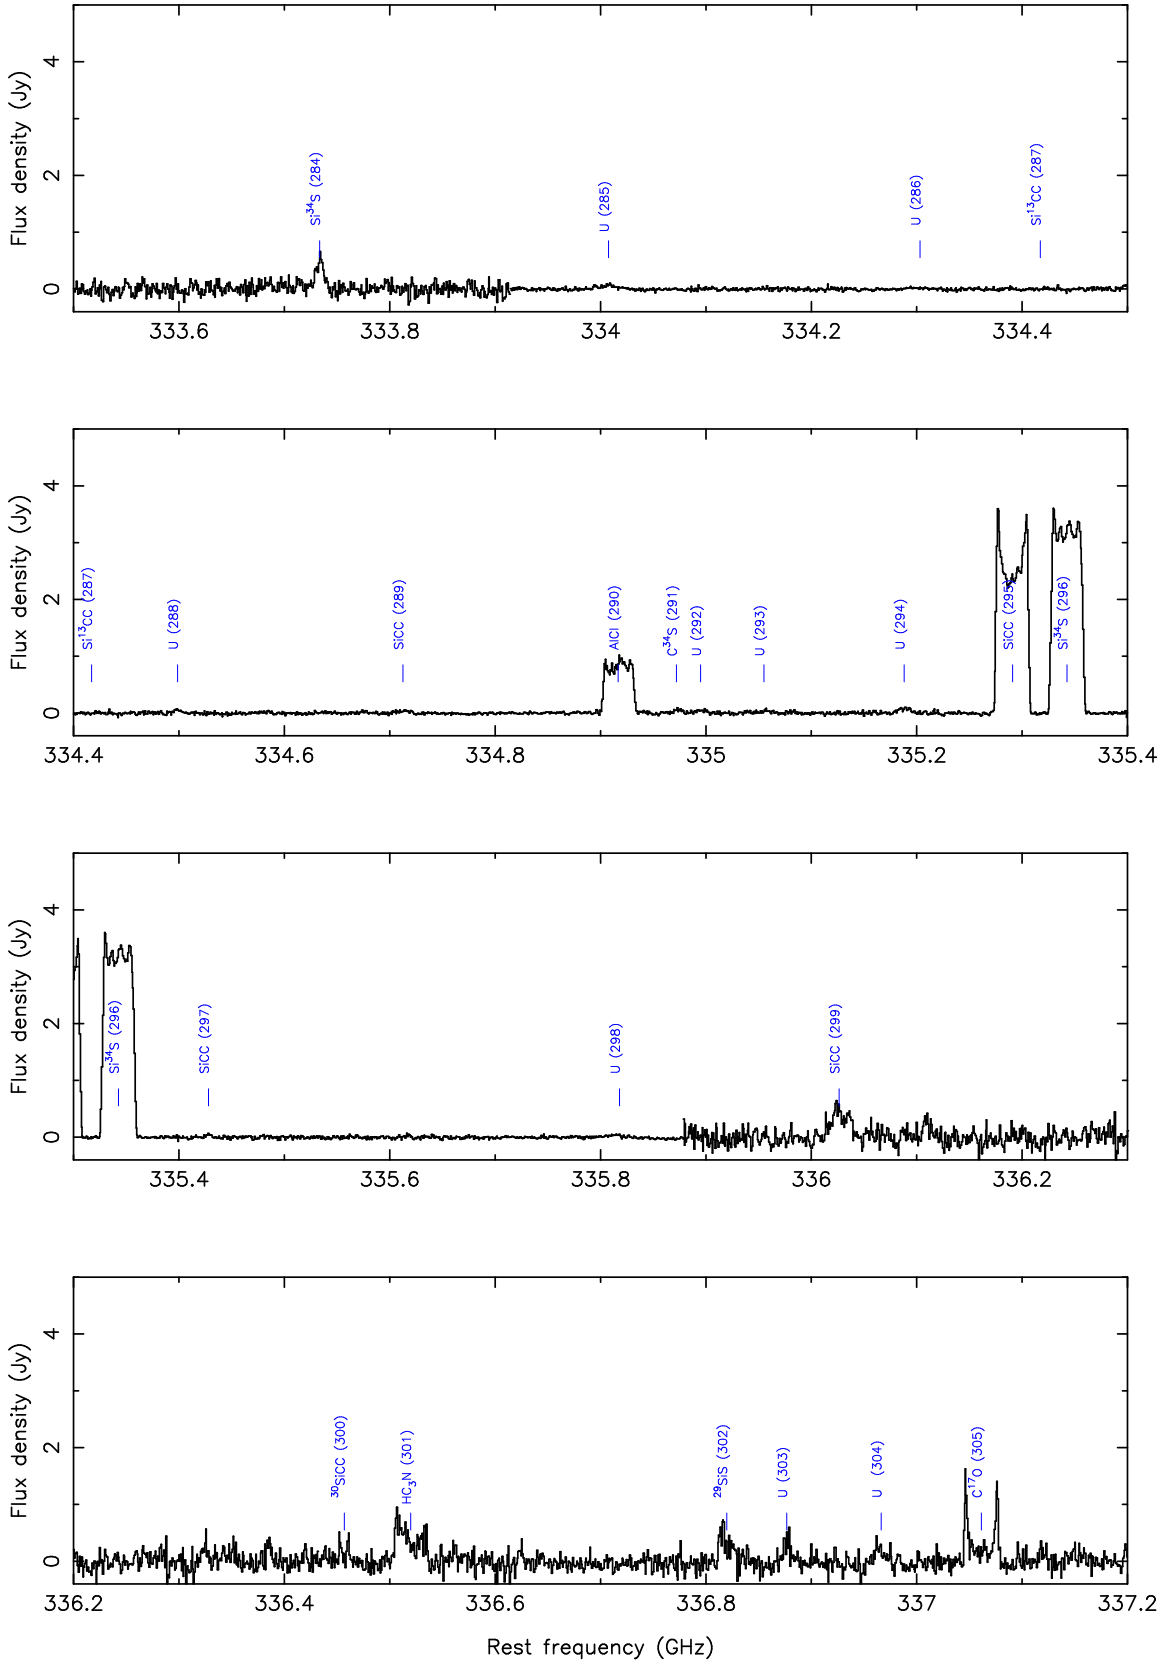 Flux density (Jy)
4
2
0
Si³⁴S (284)
U (285)
U (286)
Si¹³CC (287)
333.6 333.8 334 334.2 334.4
Flux density (Jy)
4
2
0
Si¹³CC (287)
U (288)
SiCC (289)
AlCl (290)
C³⁴S (291)
U (292)
U (293)
U (294)
SiCC (295)
Si³⁴S (296)
334.4 334.6 334.8 335 335.2 335.4
Flux density (Jy)
4
2
0
Si³⁴S (296)
SiCC (297)
U (298)
SiCC (299)
335.4 335.6 335.8 336 336.2
Flux density (Jy)
4
2
0
³⁰SiCC (300)
HC₃N (301)
²⁹SiS (302)
U (303)
U (304)
C¹⁷O (305)
336.2 336.4 336.6 336.8 337 337.2
Rest frequency (GHz)